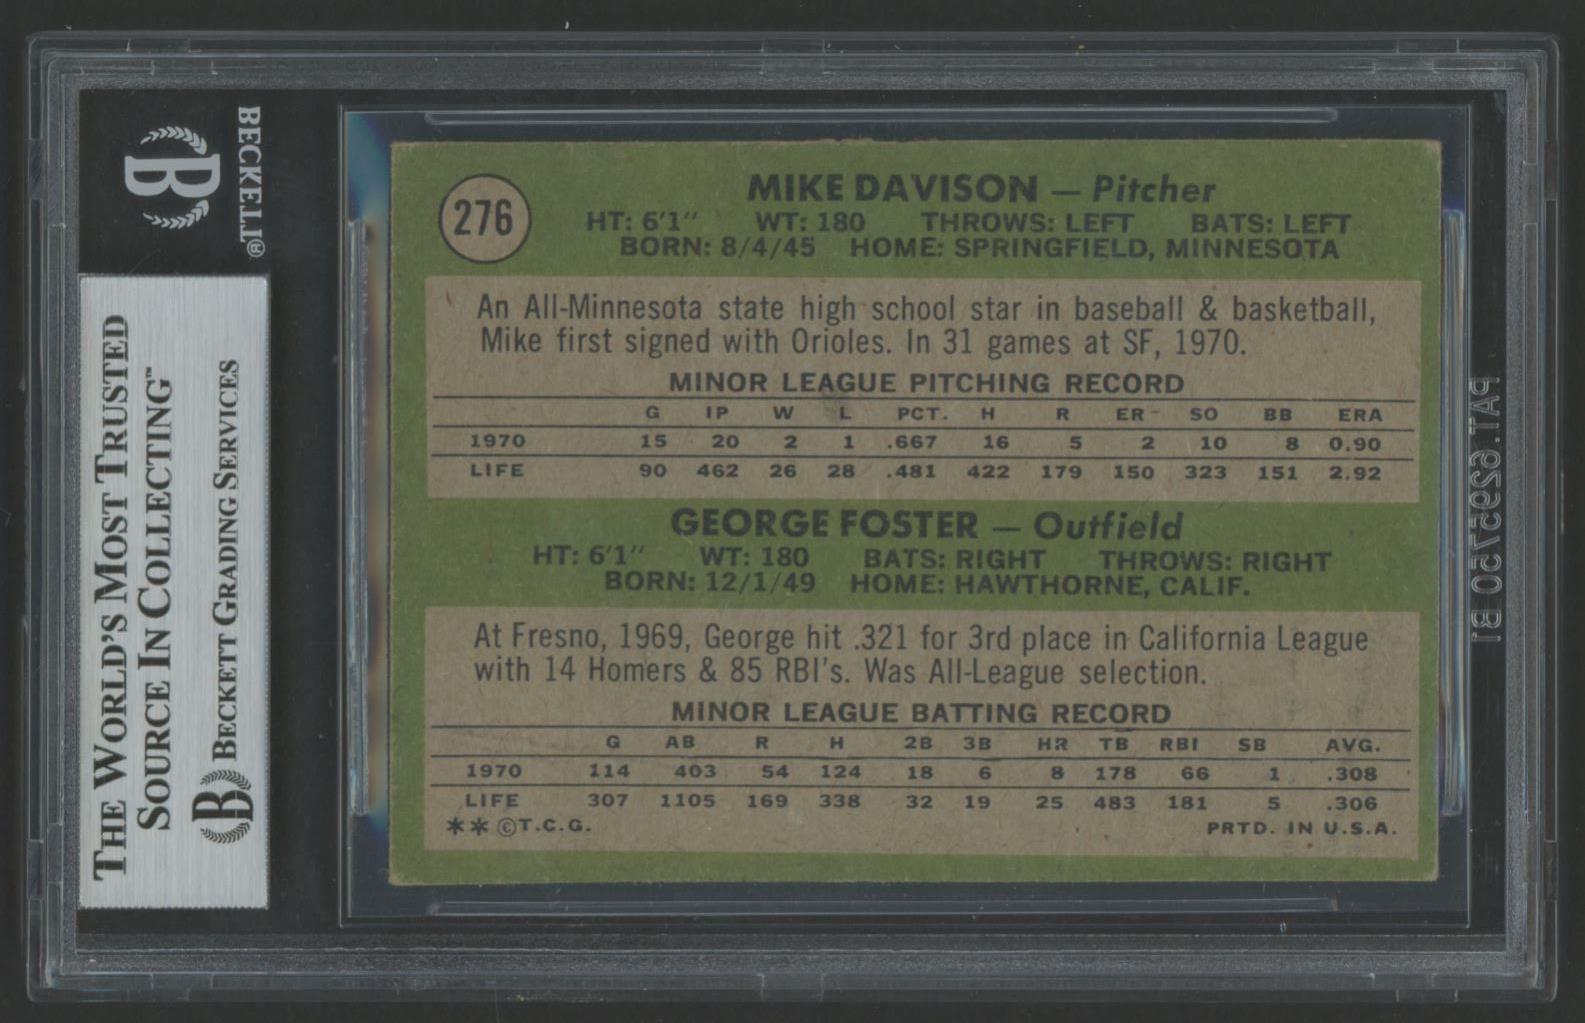 BECKETT®
B
THE WORLD'S MOST TRUSTED
SOURCE IN COLLECTING™
B BECKETT GRADING SERVICES
276
MIKE DAVISON — Pitcher
HT: 6'1" WT: 180 THROWS: LEFT BATS: LEFT
BORN: 8/4/45 HOME: SPRINGFIELD, MINNESOTA
An All-Minnesota state high school star in baseball & basketball,
Mike first signed with Orioles. In 31 games at SF, 1970.
MINOR LEAGUE PITCHING RECORD
G IP W L PCT. H R ER SO BB ERA
1970 15 20 2 1 .667 16 5 2 10 8 0.90
LIFE 90 462 26 28 .481 422 179 150 323 151 2.92
GEORGE FOSTER — Outfield
HT: 6'1" WT: 180 BATS: RIGHT THROWS: RIGHT
BORN: 12/1/49 HOME: HAWTHORNE, CALIF.
At Fresno, 1969, George hit .321 for 3rd place in California League
with 14 Homers & 85 RBI's. Was All-League selection.
MINOR LEAGUE BATTING RECORD
G AB R H 2B 3B HR TB RBI SB AVG.
1970 114 403 54 124 18 6 8 178 66 1 .308
LIFE 307 1105 169 338 32 19 25 483 181 5 .306
** ©T.C.G. PRTD. IN U.S.A.
PAT. 6295750 B1